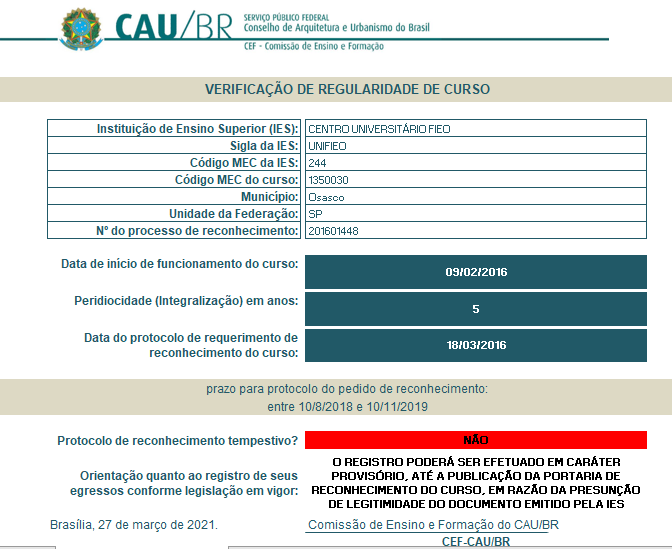 CAU/BR
SERVIÇO PÚBLICO FEDERAL
Conselho de Arquitetura e Urbanismo do Brasil
CEF - Comissão de Ensino e Formação
VERIFICAÇÃO DE REGULARIDADE DE CURSO
Instituição de Ensino Superior (IES): CENTRO UNIVERSITÁRIO FIEO
Sigla da IES: UNIFIEO
Código MEC da IES: 244
Código MEC do curso: 1350030
Município: Osasco
Unidade da Federação: SP
Nº do processo de reconhecimento: 201601448
Data de início de funcionamento do curso: 09/02/2016
Peridiocidade (Integralização) em anos: 5
Data do protocolo de requerimento de
reconhecimento do curso: 18/03/2016
prazo para protocolo do pedido de reconhecimento:
entre 10/8/2018 e 10/11/2019
Protocolo de reconhecimento tempestivo? NÃO
Orientação quanto ao registro de seus
egressos conforme legislação em vigor:
O REGISTRO PODERÁ SER EFETUADO EM CARÁTER
PROVISÓRIO, ATÉ A PUBLICAÇÃO DA PORTARIA DE
RECONHECIMENTO DO CURSO, EM RAZÃO DA PRESUNÇÃO
DE LEGITIMIDADE DO DOCUMENTO EMITIDO PELA IES
Brasília, 27 de março de 2021. Comissão de Ensino e Formação do CAU/BR
CEF-CAU/BR